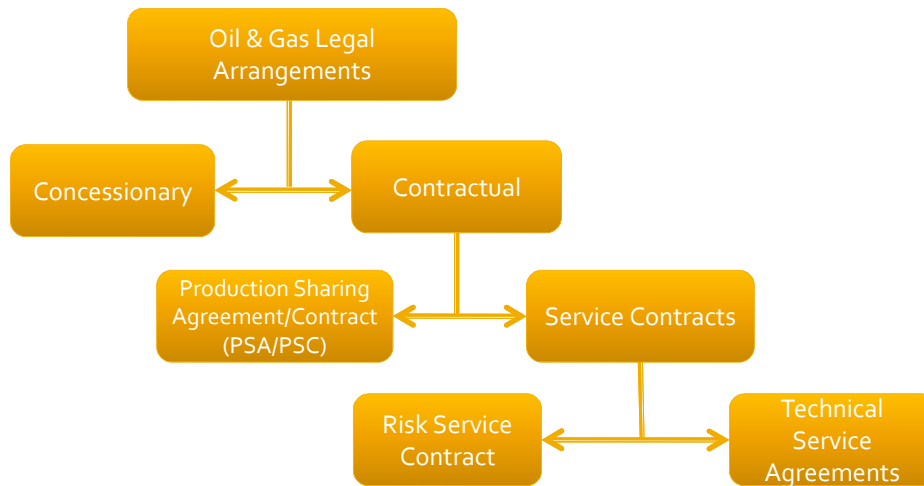 Oil & Gas Legal
Arrangements
Concessionary
Contractual
Production Sharing
Agreement/Contract
(PSA/PSC)
Service Contracts
Risk Service
Contract
Technical
Service
Agreements